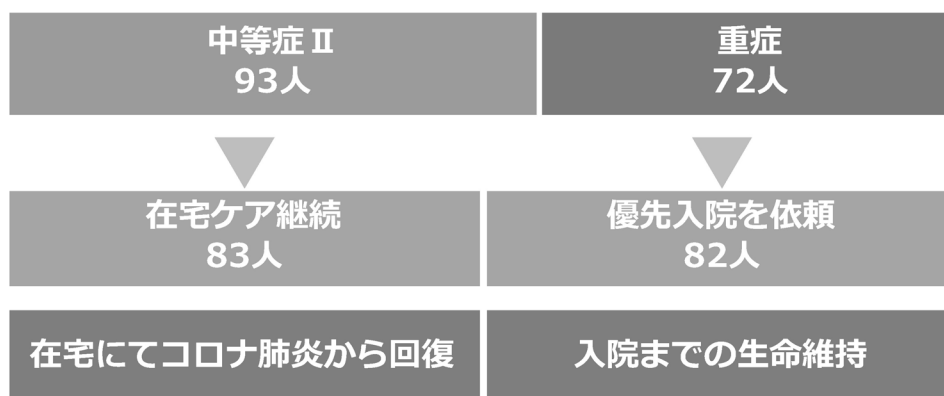 中等症Ⅱ
93人
重症
72人
在宅ケア継続
83人
優先入院を依頼
82人
在宅にてコロナ肺炎から回復
入院までの生命維持